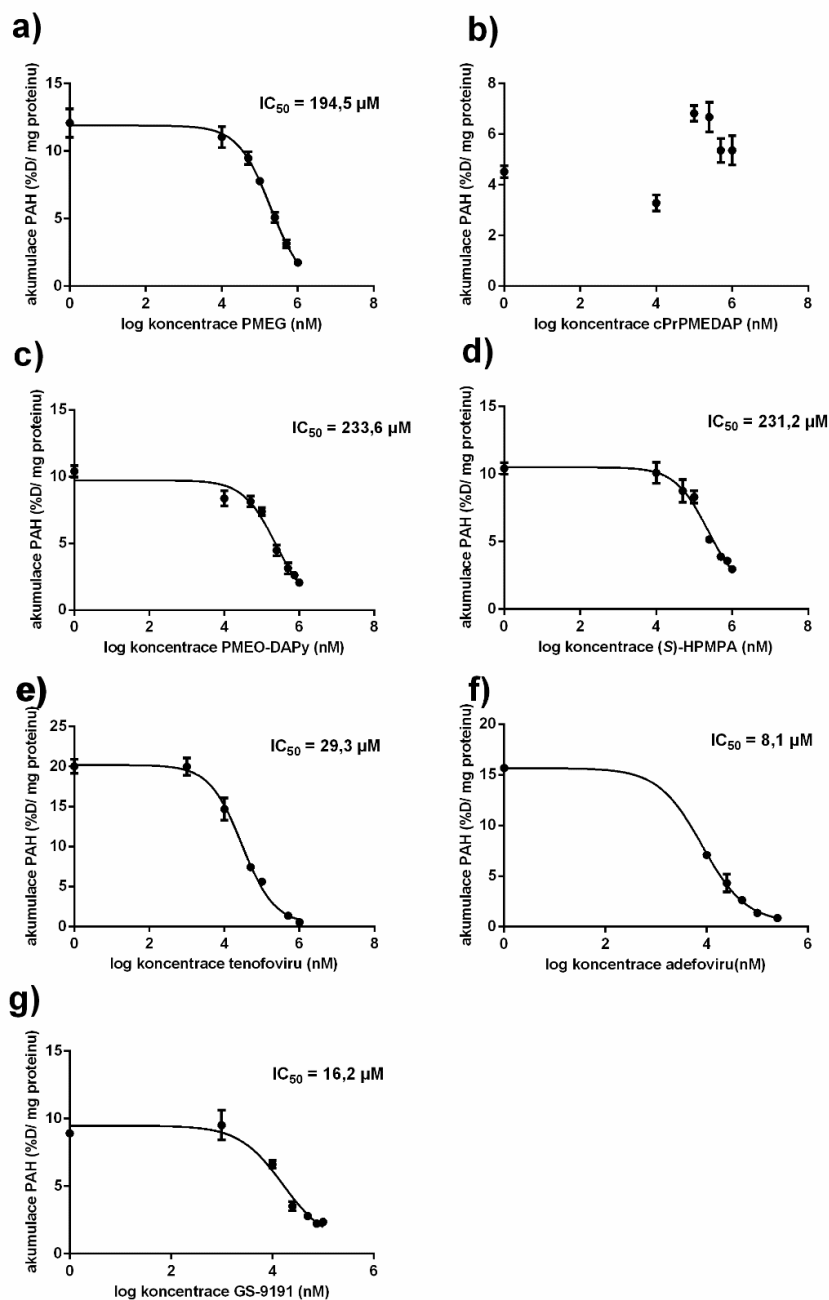 a)
akumulace PAH (%D/ mg proteinu)
15
10
5
0
IC50 = 194,5 µM
0 2 4 6 8
log koncentrace PMEG (nM)
b)
akumulace PAH (%D/ mg proteinu)
8
6
4
2
0
0 2 4 6 8
log koncentrace cPrPMEDAP (nM)
c)
akumulace PAH (%D/ mg proteinu)
15
10
5
0
IC50 = 233,6 µM
0 2 4 6 8
log koncentrace PMEO-DAPy (nM)
d)
akumulace PAH (%D/ mg proteinu)
15
10
5
0
IC50 = 231,2 µM
0 2 4 6 8
log koncentrace (S)-HPMPA (nM)
e)
akumulace PAH (%D/ mg proteinu)
25
20
15
10
5
0
IC50 = 29,3 µM
0 2 4 6 8
log koncentrace tenofoviru (nM)
f)
akumulace PAH (%D/ mg proteinu)
20
15
10
5
0
IC50 = 8,1 µM
0 2 4 6
log koncentrace adefoviru(nM)
g)
akumulace PAH (%D/ mg proteinu)
15
10
5
0
IC50 = 16,2 µM
0 2 4 6
log koncentrace GS-9191 (nM)